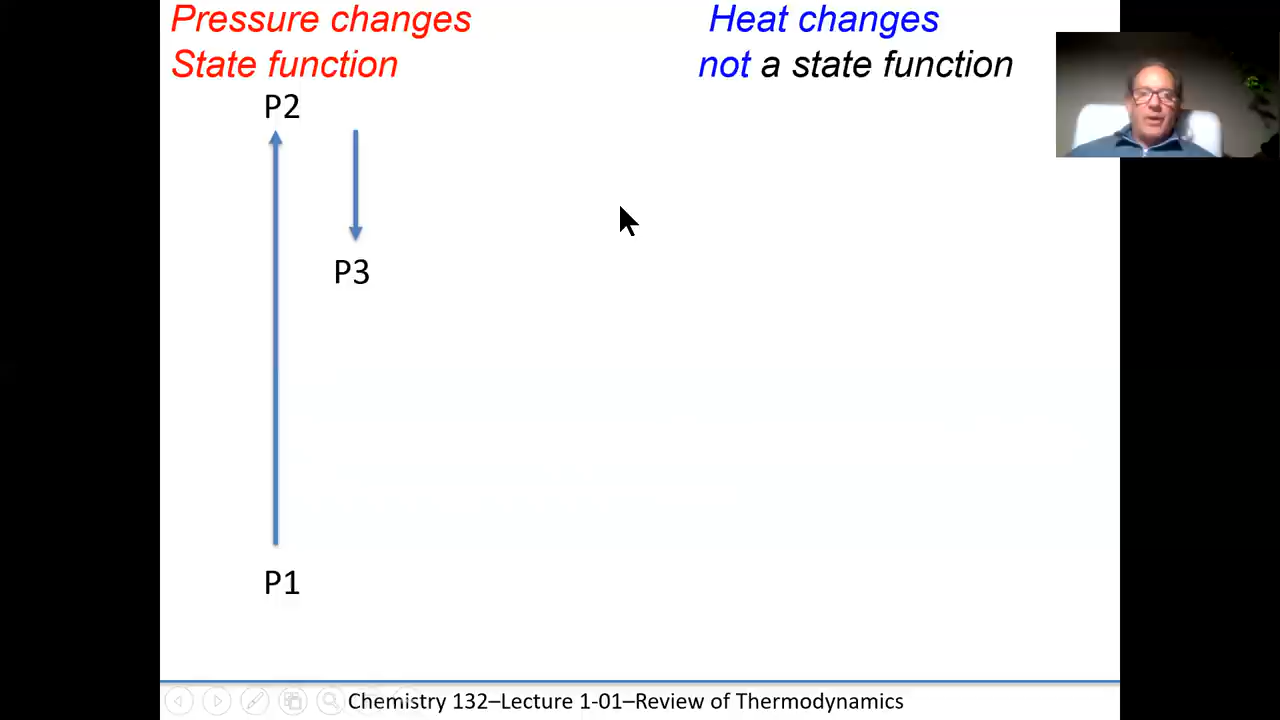 Pressure changes
State function
Heat changes
not a state function
P2
P3
P1
Chemistry 132–Lecture 1-01–Review of Thermodynamics